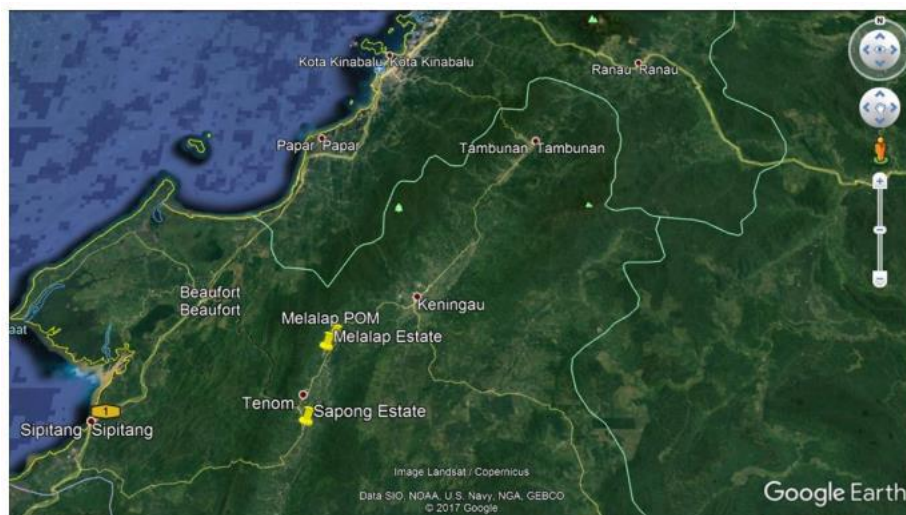 N
Kota Kinabalu Kota Kinabalu
Ranau Ranau
Papar Papar
Tambunan Tambunan
Beaufort
Beaufort
Keningau
Melalap POM
Melalap Estate
aat
Tenom
Sapong Estate
1
Sipitang Sipitang
Image Landsat / Copernicus
Data SIO, NOAA, U.S. Navy, NGA, GEBCO
© 2017 Google
Google Earth